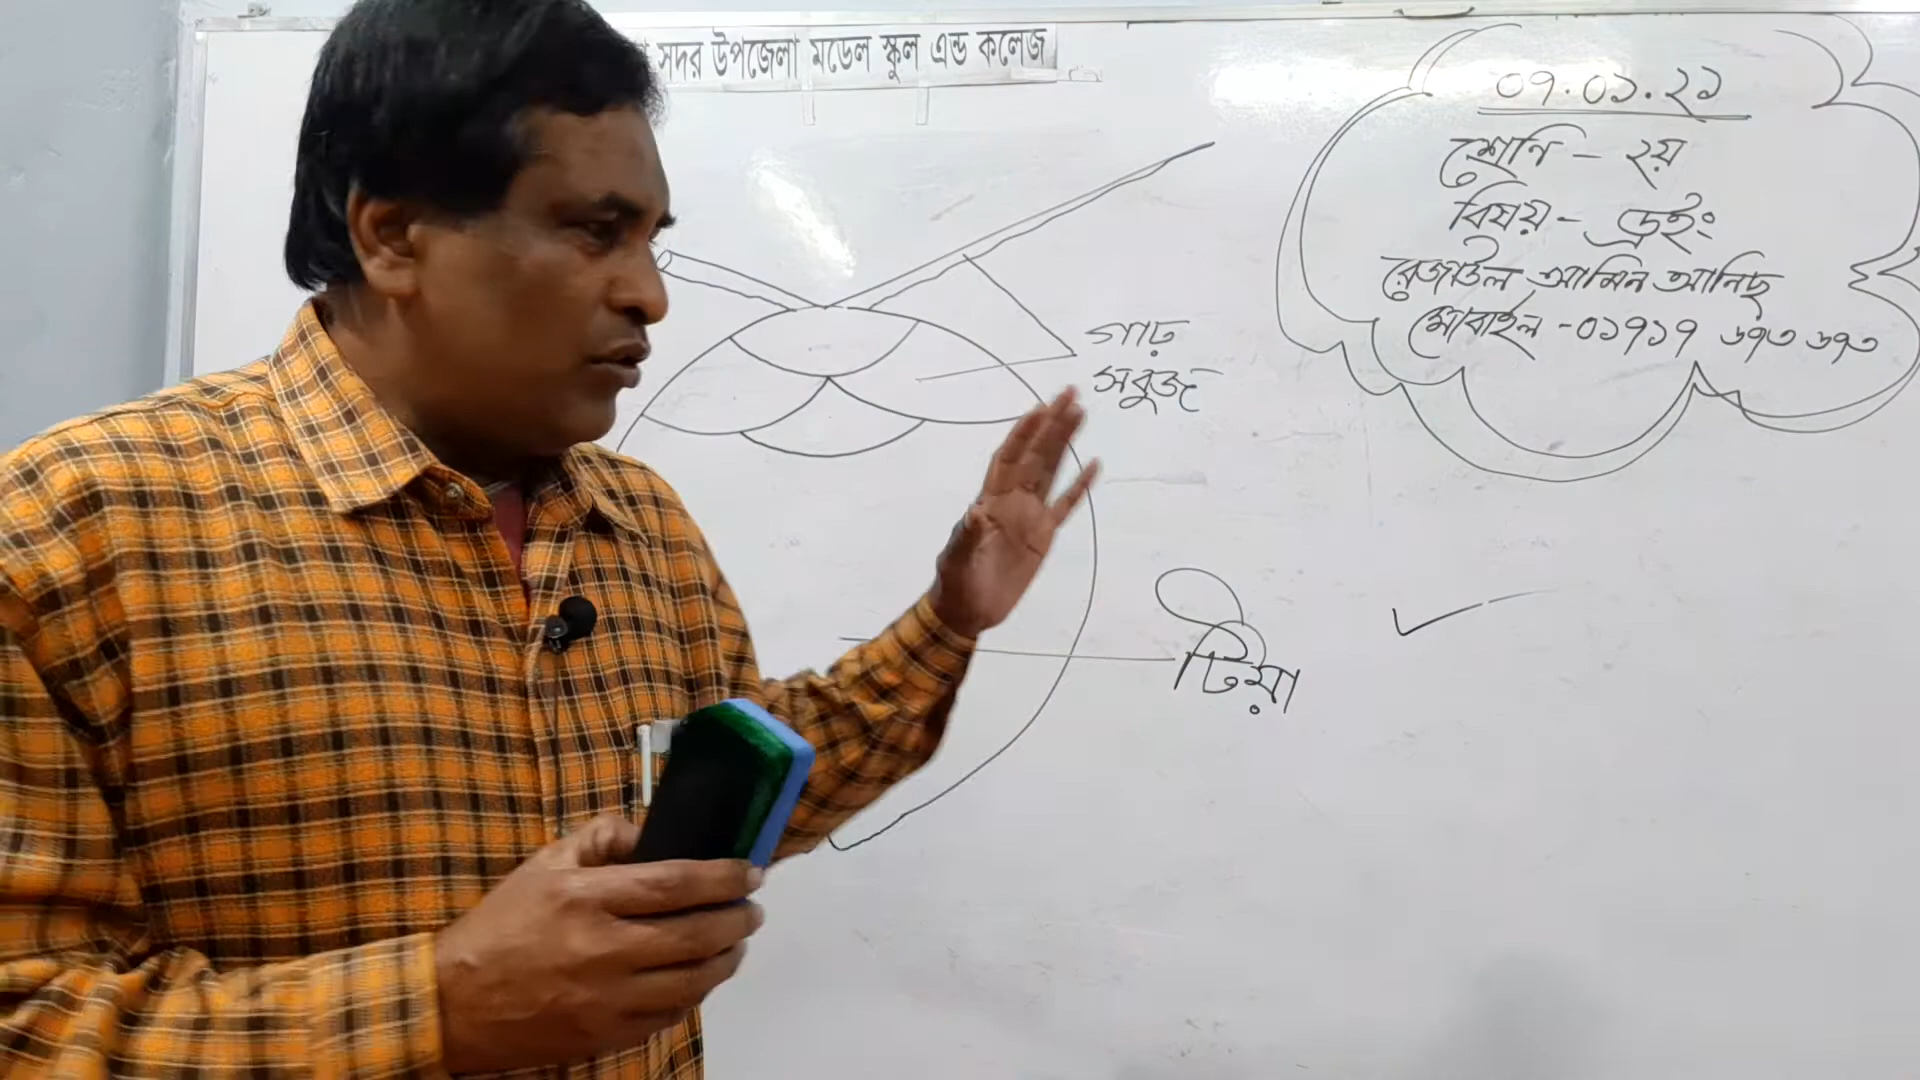 সদর উপজেলা মডেল স্কুল এন্ড কলেজ
০৭.০১.২১
শ্রেণি - ২য়
বিষয় - ড্রইং
রেজাউল আমিন আনিছ
মোবাইল - ০১৭১৭ ৬৭৩ ৬৭৩
গাঢ়
সবুজ
টিয়া